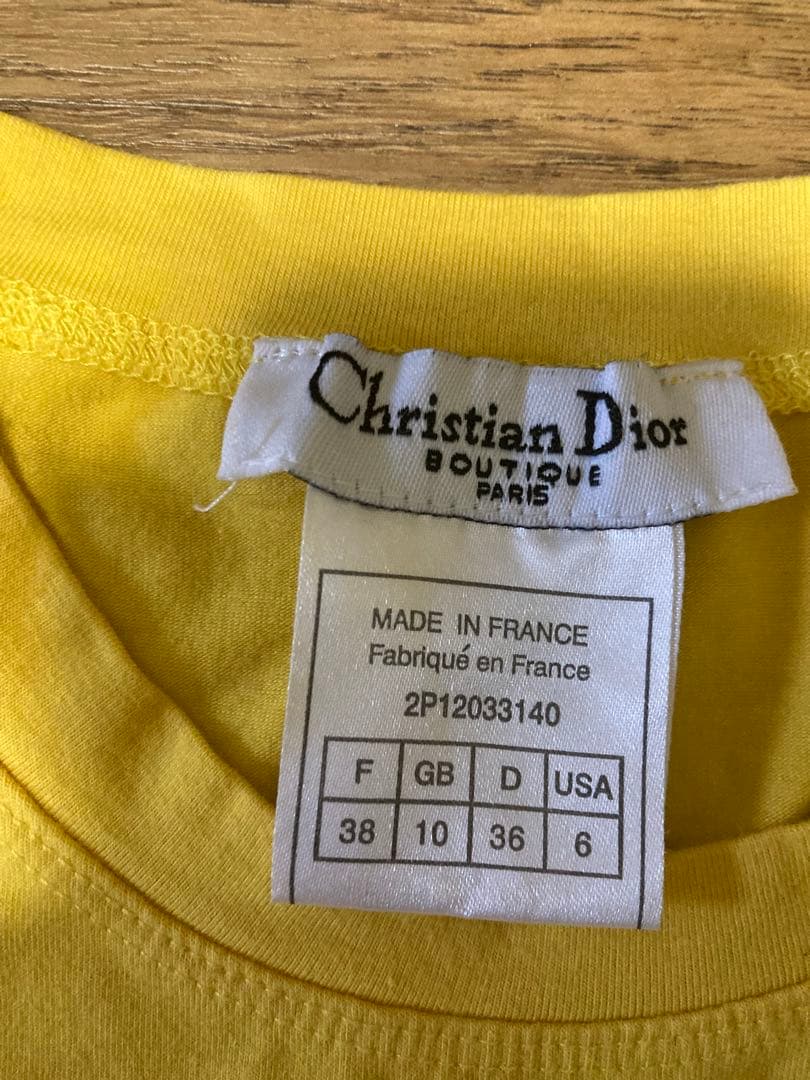 Christian Dior
BOUTIQUE
PARIS
MADE IN FRANCE
Fabriqué en France
2P12033140
F GB D USA
38 10 36 6